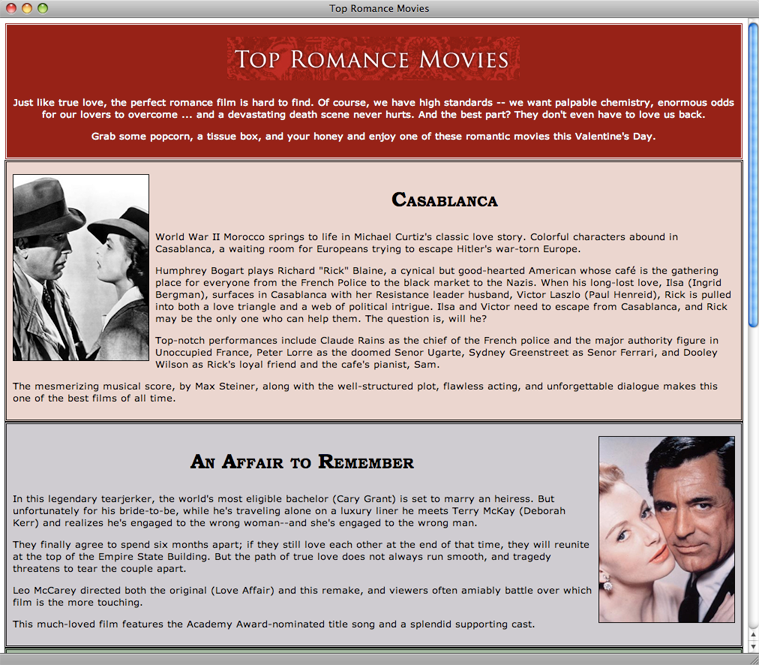 Top Romance Movies
Top Romance Movies
Just like true love, the perfect romance film is hard to find. Of course, we have high standards -- we want palpable chemistry, enormous odds
for our lovers to overcome ... and a devastating death scene never hurts. And the best part? They don't even have to love us back.
Grab some popcorn, a tissue box, and your honey and enjoy one of these romantic movies this Valentine's Day.
Casablanca
World War II Morocco springs to life in Michael Curtiz's classic love story. Colorful characters abound in
Casablanca, a waiting room for Europeans trying to escape Hitler's war-torn Europe.
Humphrey Bogart plays Richard "Rick" Blaine, a cynical but good-hearted American whose café is the gathering
place for everyone from the French Police to the black market to the Nazis. When his long-lost love, Ilsa (Ingrid
Bergman), surfaces in Casablanca with her Resistance leader husband, Victor Laszlo (Paul Henreid), Rick is pulled
into both a love triangle and a web of political intrigue. Ilsa and Victor need to escape from Casablanca, and Rick
may be the only one who can help them. The question is, will he?
Top-notch performances include Claude Rains as the chief of the French police and the major authority figure in
Unoccupied France, Peter Lorre as the doomed Senor Ugarte, Sydney Greenstreet as Senor Ferrari, and Dooley
Wilson as Rick's loyal friend and the cafe's pianist, Sam.
The mesmerizing musical score, by Max Steiner, along with the well-structured plot, flawless acting, and unforgettable dialogue makes this
one of the best films of all time.
An Affair to Remember
In this legendary tearjerker, the world's most eligible bachelor (Cary Grant) is set to marry an heiress. But
unfortunately for his bride-to-be, while he's traveling alone on a luxury liner he meets Terry McKay (Deborah
Kerr) and realizes he's engaged to the wrong woman--and she's engaged to the wrong man.
They finally agree to spend six months apart; if they still love each other at the end of that time, they will reunite
at the top of the Empire State Building. But the path of true love does not always run smooth, and tragedy
threatens to tear the couple apart.
Leo McCarey directed both the original (Love Affair) and this remake, and viewers often amiably battle over which
film is the more touching.
This much-loved film features the Academy Award-nominated title song and a splendid supporting cast.